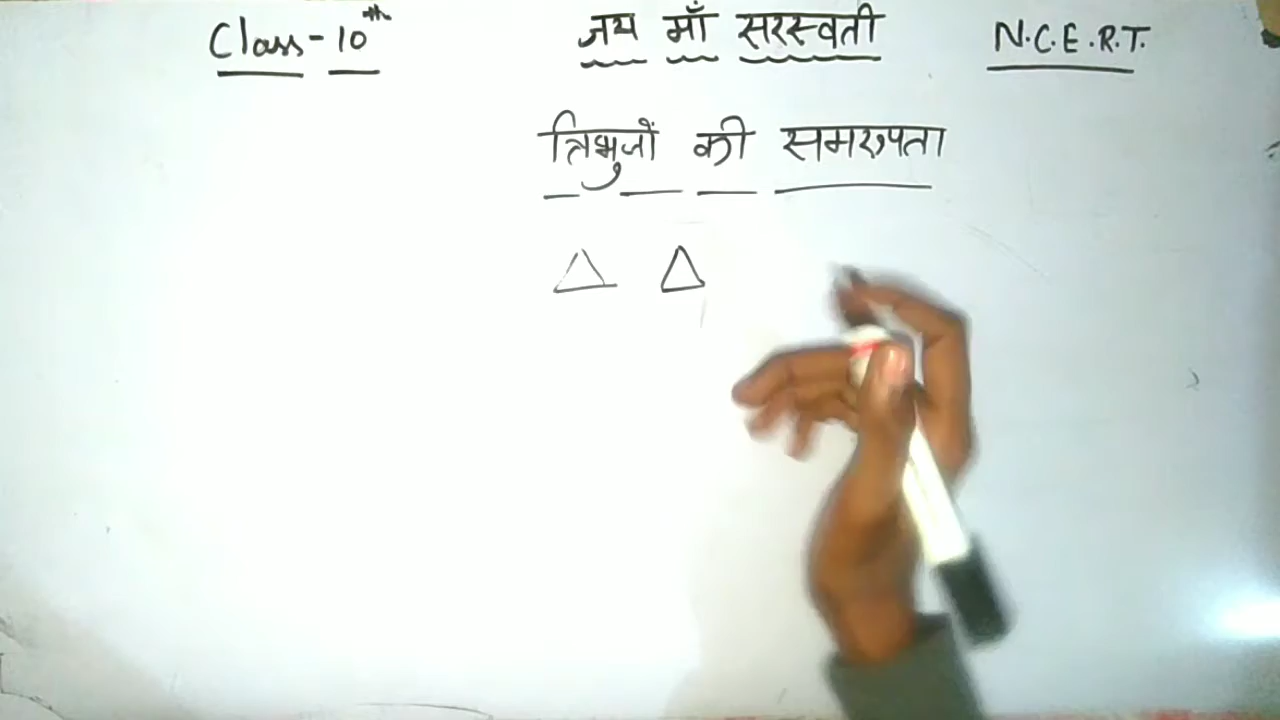 Class-10th जय माँ सरस्वती N.C.E.R.T.
त्रिभुजों की समरुपता